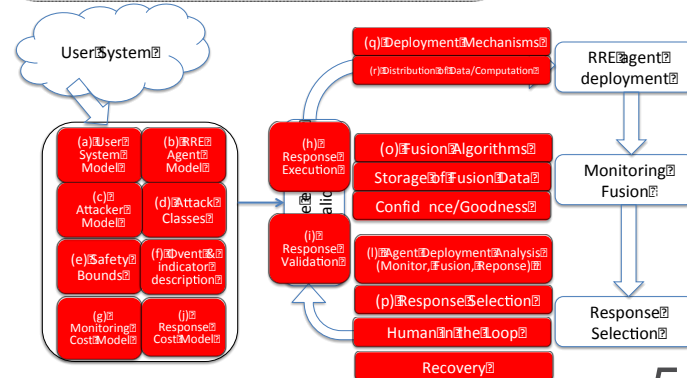 User System
(q) Deployment Mechanisms
(r) Distribution of Data/Computation
RRE agent
deployment
(a) User
System
Model
(b) RRE
Agent
Model
(c)
Attacker
Model
(d) Attack
Classes
(e) Safety
Bounds
(f) Event &
indicator
description
(g)
Monitoring
Cost Model
(j)
Response
Cost Model
(h)
Response
Execution
(i)
Response
Validation
(o) Fusion Algorithms
Storage of Fusion Data
Confid nce/Goodness
Monitoring
Fusion
(l) Agent Deployment Analysis
(Monitor, Fusion, Reponse)
(p) Response Selection
Human in the Loop
Recovery
Response
Selection